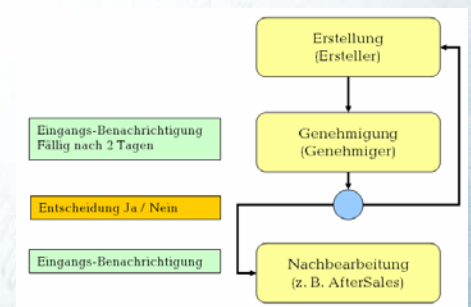 Erstellung
(Ersteller)
Eingangs-Benachrichtigung
Fällig nach 2 Tagen
Genehmigung
(Genehmiger)
Entscheidung Ja / Nein
Eingangs-Benachrichtigung
Nachbearbeitung
(z. B. AfterSales)